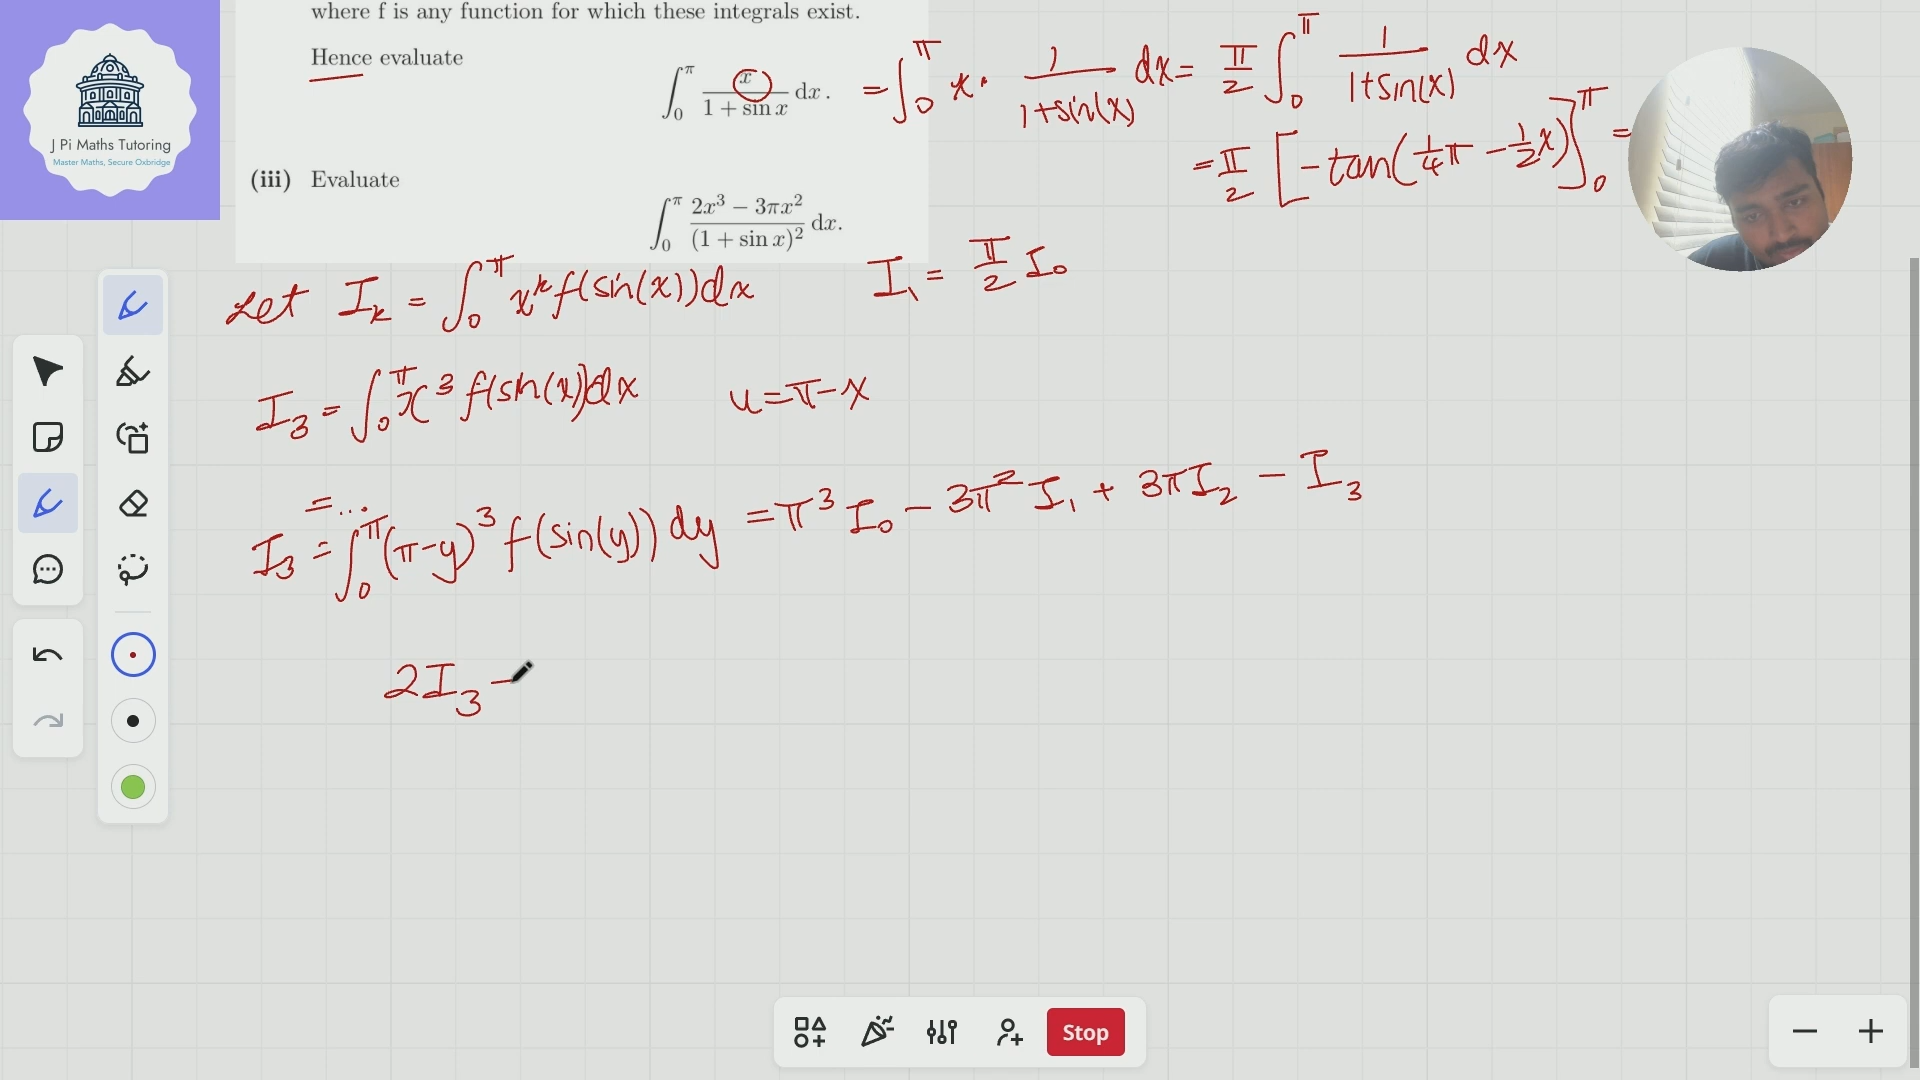 where f is any function for which these integrals exist.
Hence evaluate
∫₀^π x/(1 + sin x) dx. = ∫₀^π x · 1/(1+sin(x)) dx = π/2 ∫₀^π 1/(1+sin(x)) dx
= π/2 [-tan(1/4π - 1/2x)]₀^π =
J Pi Maths Tutoring
Master Maths, Secure Oxbridge
(iii) Evaluate
∫₀^π (2x³ − 3πx²)/(1 + sin x)² dx.
Let I_k = ∫₀^π x^k f(sin(x))dx I₁ = π/2 I₀
I₃ = ∫₀^π x³ f(sin(x))dx u=π-x
= ...
I₃ = ∫₀^π (π-y)³ f(sin(y)) dy = π³ I₀ - 3π² I₁ + 3π I₂ - I₃
2I₃ -
Stop